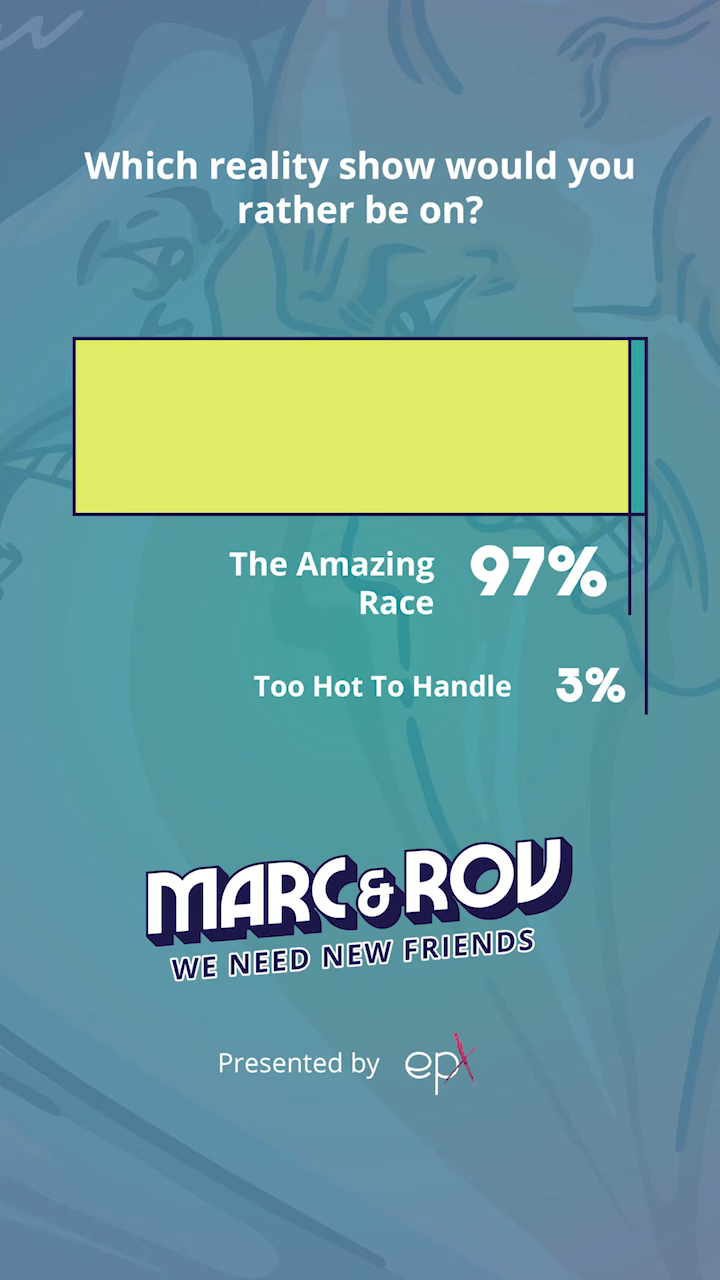 Which reality show would you
rather be on?
The Amazing
Race
97%
Too Hot To Handle 3%
MARC & ROV
WE NEED NEW FRIENDS
Presented by epx